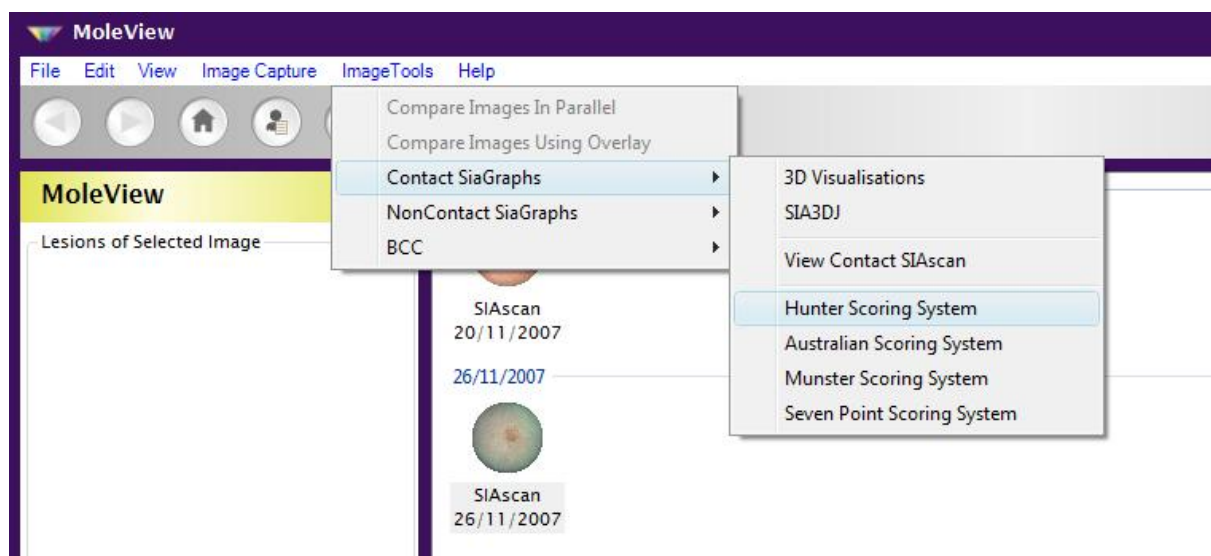 MoleView
File Edit View Image Capture ImageTools Help
Compare Images In Parallel
Compare Images Using Overlay
Contact SiaGraphs
NonContact SiaGraphs
BCC
3D Visualisations
SIA3DJ
View Contact SIAscan
Hunter Scoring System
Australian Scoring System
Munster Scoring System
Seven Point Scoring System
MoleView
Lesions of Selected Image
SIAscan
20/11/2007
26/11/2007
SIAscan
26/11/2007